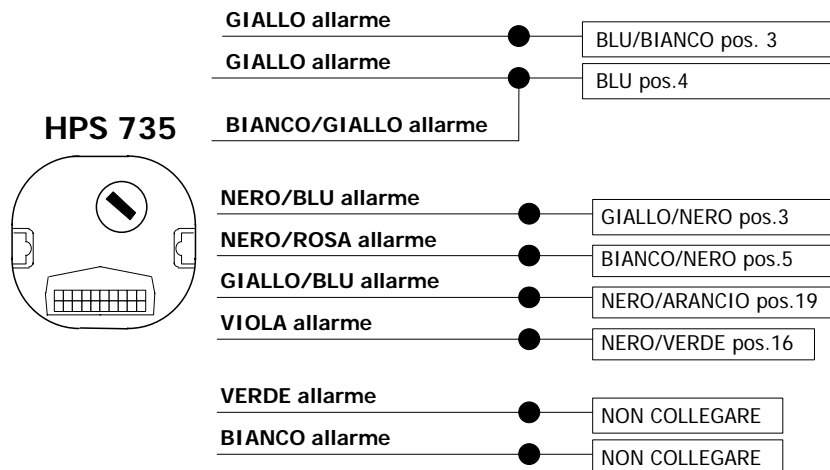 GIALLO allarme
BLU/BIANCO pos. 3
GIALLO allarme
BLU pos.4
HPS 735
BIANCO/GIALLO allarme
NERO/BLU allarme
GIALLO/NERO pos.3
NERO/ROSA allarme
BIANCO/NERO pos.5
GIALLO/BLU allarme
NERO/ARANCIO pos.19
VIOLA allarme
NERO/VERDE pos.16
VERDE allarme
NON COLLEGARE
BIANCO allarme
NON COLLEGARE